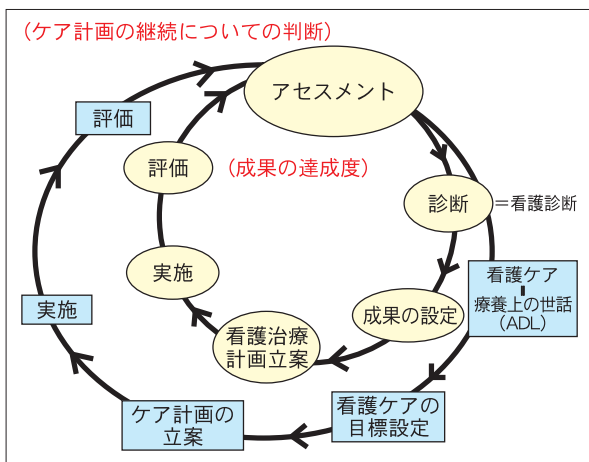 (ケア計画の継続についての判断)
アセスメント
評価
評価
(成果の達成度)
診断
=看護診断
実施
看護ケア
療養上の世話
(ADL)
実施
成果の設定
看護治療
計画立案
看護ケアの
目標設定
ケア計画の
立案